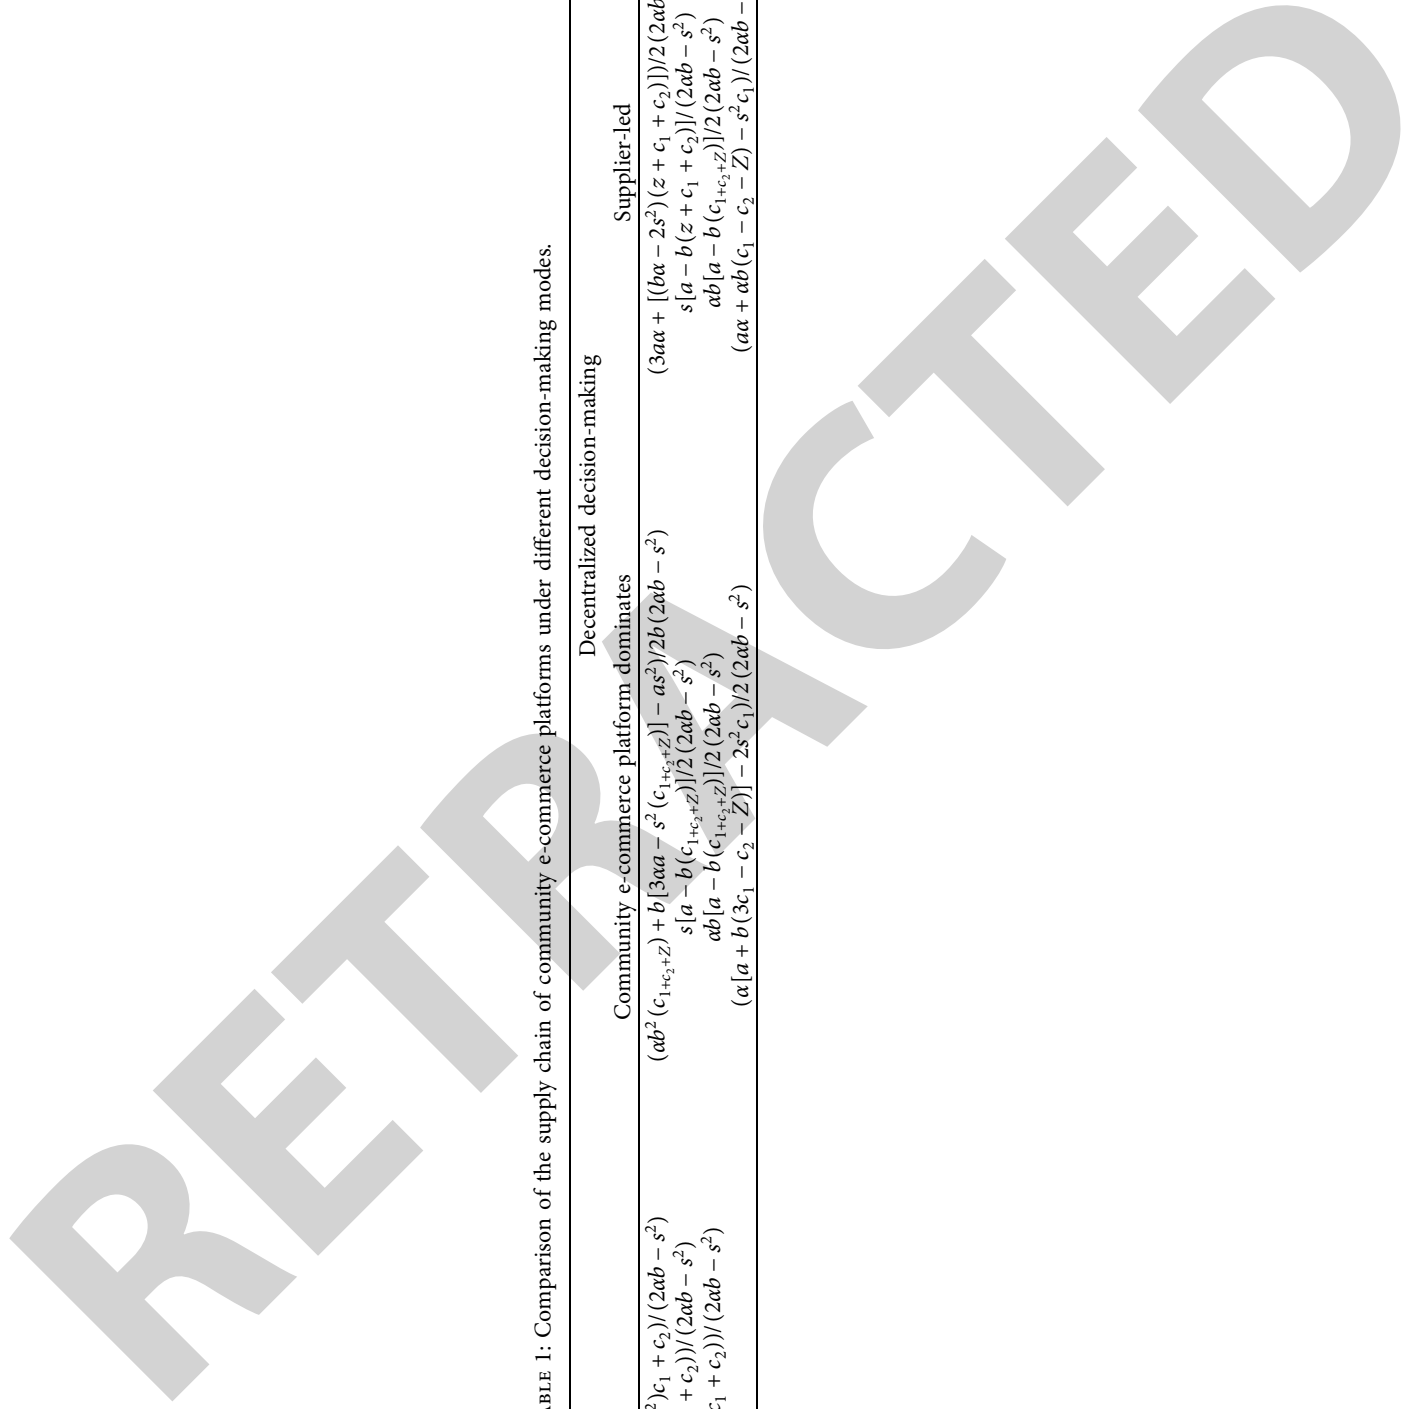 ABLE 1: Comparison of the supply chain of community e-commerce platforms under different decision-making modes.
Decentralized decision-making
Community e-commerce platform dominates Supplier-led
²)c₁ + c₂)/(2αb − s²) (αb²(c₁₊c₂₊Z) + b[3αa − s²(c₁₊c₂₊Z)] − as²)/2b(2αb − s²) (3aα + [(bα − 2s²)(z + c₁ + c₂)])/2(2αb
+ c₂))/(2αb − s²) s[a − b(c₁₊c₂₊Z)]/2(2αb − s²) s[a − b(z + c₁ + c₂)]/(2αb − s²)
c₁ + c₂))/(2αb − s²) αb[a − b(c₁₊c₂₊Z)]/2(2αb − s²) αb[a − b(c₁₊c₂₊Z)]/2(2αb − s²)
(α[a + b(3c₁ − c₂ − Z)] − 2s²c₁)/2(2αb − s²) (aα + αb(c₁ − c₂ − Z) − s²c₁)/(2αb −
RETRACTED